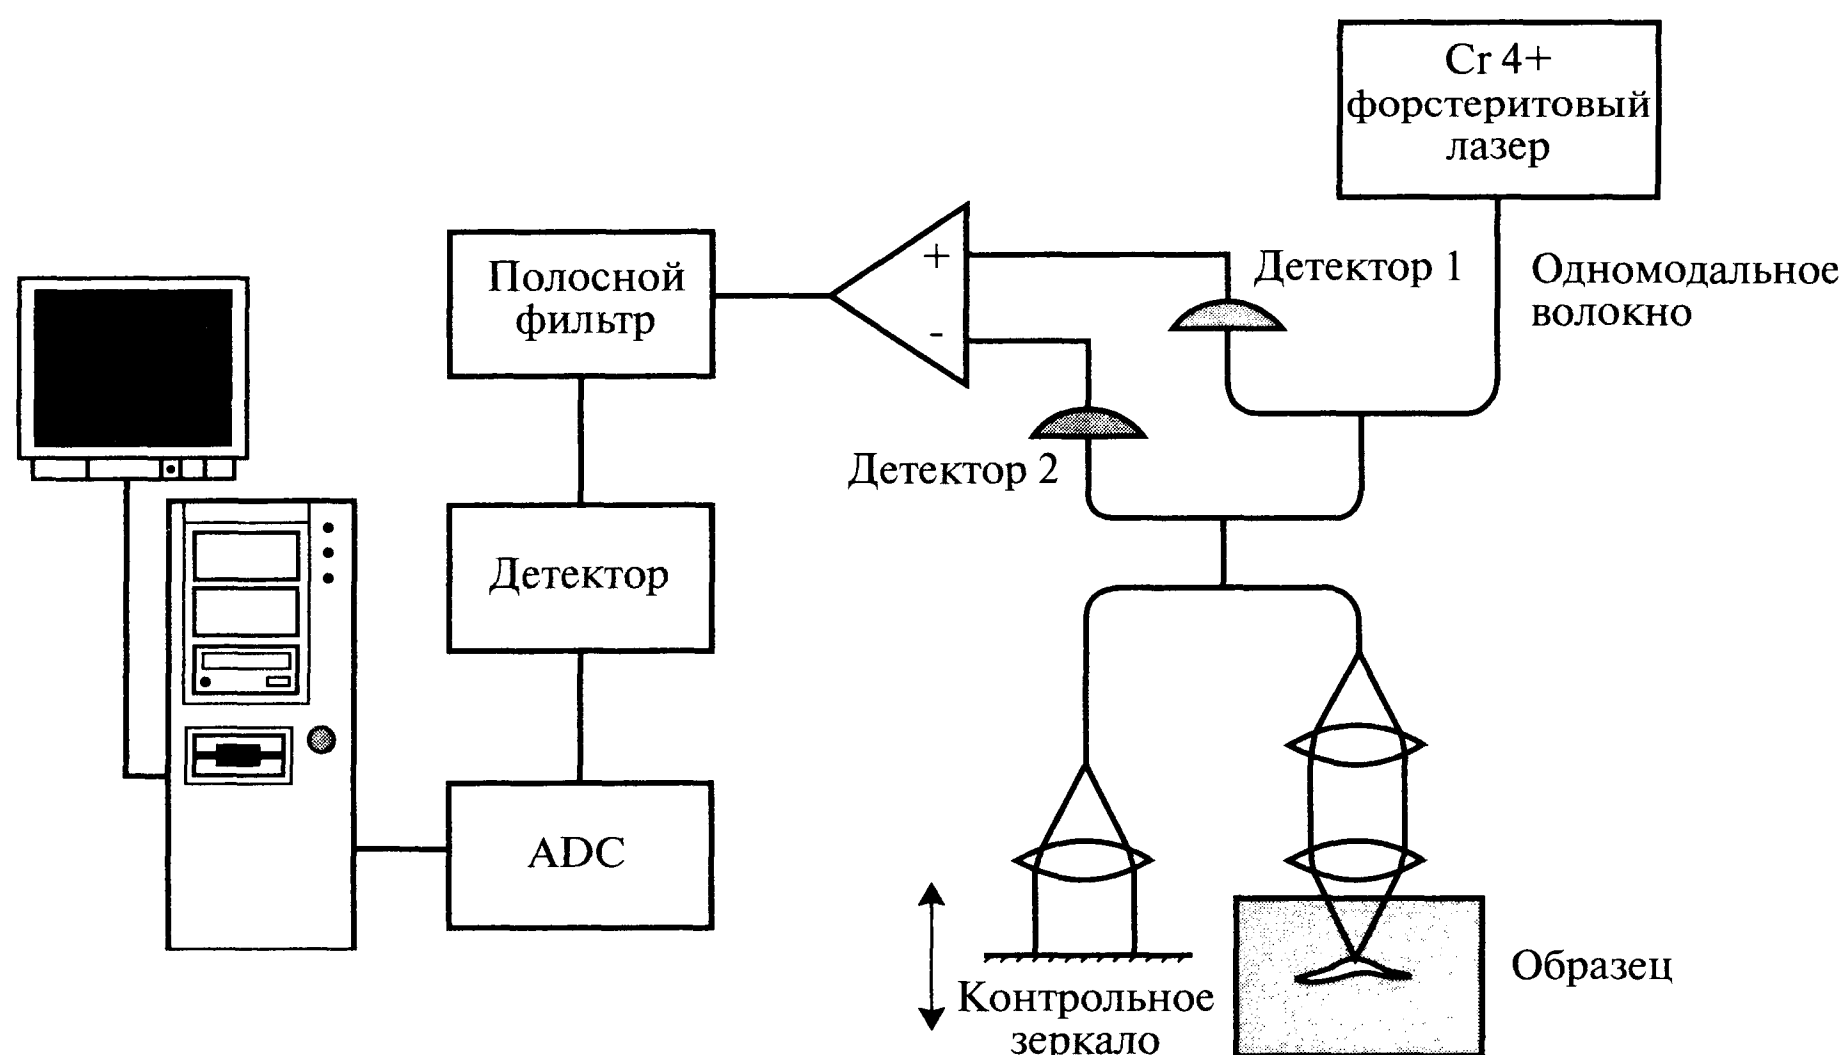 Cr 4+
форстеритовый
лазер
Полосной
фильтр
+
-
Детектор 1
Одномодальное
волокно
Детектор 2
Детектор
ADC
Контрольное
зеркало
Образец